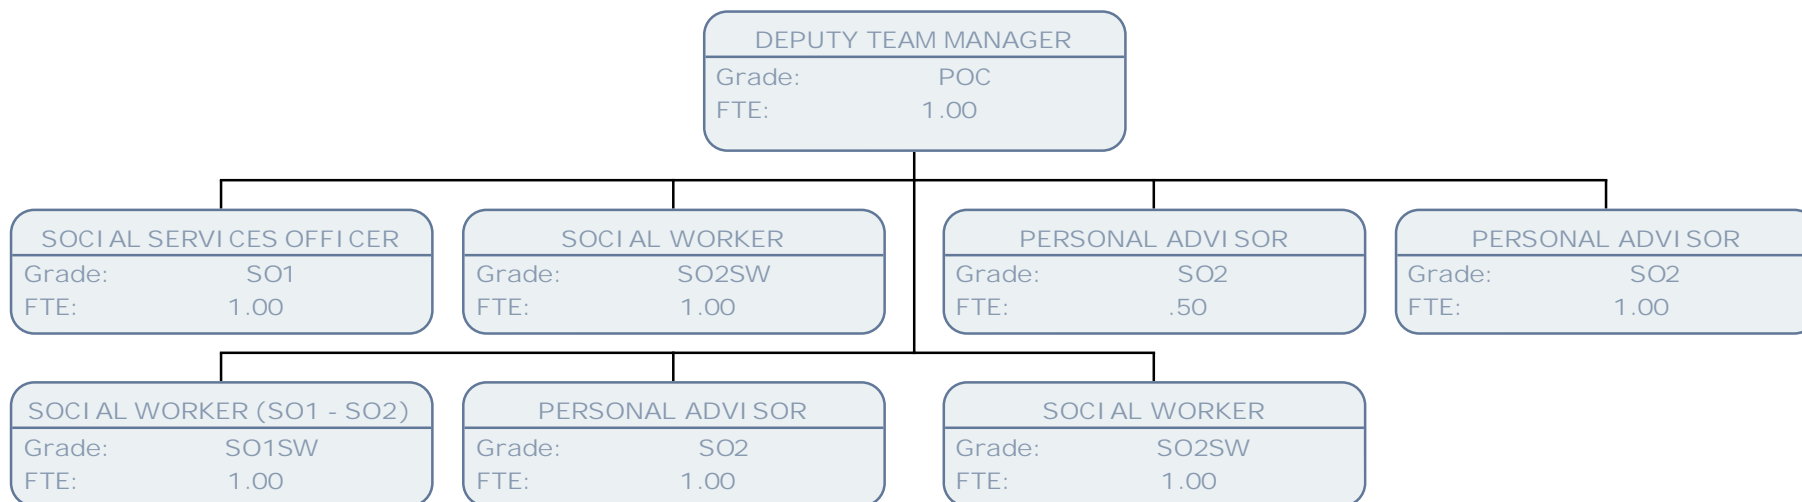 DEPUTY TEAM MANAGER
Grade: POC
FTE: 1.00
SOCIAL SERVICES OFFICER
Grade: SO1
FTE: 1.00
SOCIAL WORKER
Grade: SO2SW
FTE: 1.00
PERSONAL ADVISOR
Grade: SO2
FTE: .50
PERSONAL ADVISOR
Grade: SO2
FTE: 1.00
SOCIAL WORKER (SO1 - SO2)
Grade: SO1SW
FTE: 1.00
PERSONAL ADVISOR
Grade: SO2
FTE: 1.00
SOCIAL WORKER
Grade: SO2SW
FTE: 1.00